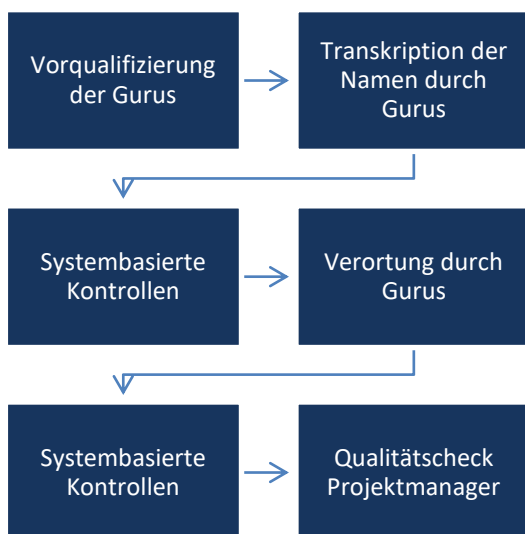 Vorqualifizierung
der Gurus
Transkription der
Namen durch
Gurus
Systembasierte
Kontrollen
Verortung durch
Gurus
Systembasierte
Kontrollen
Qualitätscheck
Projektmanager